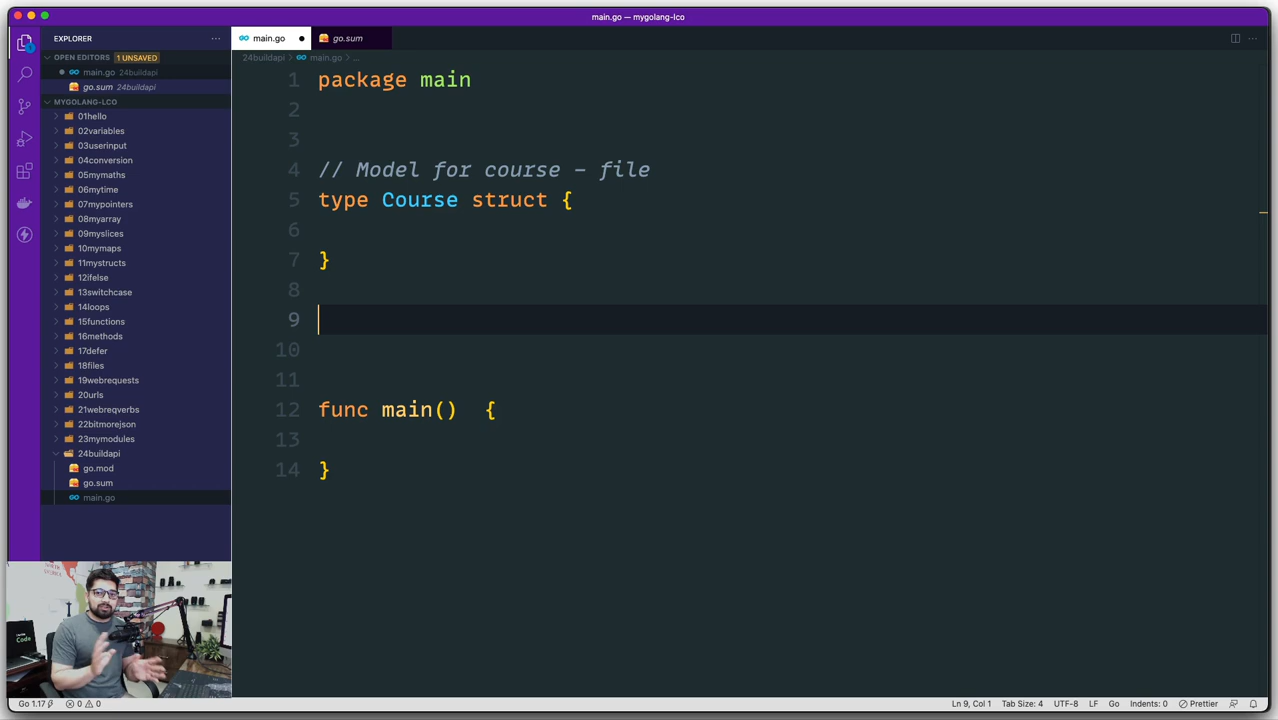 main.go — mygolang-lco
EXPLORER ...
main.go
go.sum
OPEN EDITORS 1 UNSAVED
main.go 24buildapi
go.sum 24buildapi
MYGOLANG-LCO
01hello
02variables
03userinput
04conversion
05mymaths
06mytime
07mypointers
08myarray
09myslices
10mymaps
11mystructs
12ifelse
13switchcase
14loops
15functions
16methods
17defer
18files
19webrequests
20urls
21webreqverbs
22bitmorejson
23mymodules
24buildapi
go.mod
go.sum
main.go
24buildapi > main.go > ...
1 package main
2
3
4 // Model for course - file
5 type Course struct {
6
7 }
8
9
10
11
12 func main()  {
13
14 }
Code
Go 1.17 0 0 Ln 9, Col 1 Tab Size: 4 UTF-8 LF Go Indents: 0 Prettier